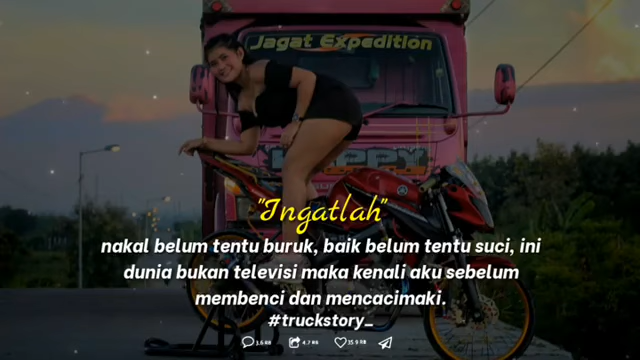 Jagat Expedition
"Ingatlah"
nakal belum tentu buruk, baik belum tentu suci, ini
dunia bukan televisi maka kenali aku sebelum
membenci dan mencacimaki.
#truckstory_